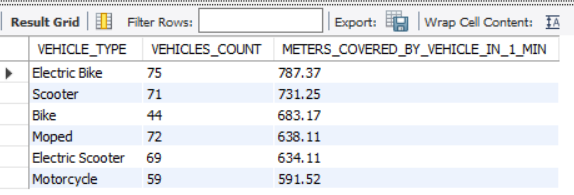 Result Grid Filter Rows: Export: Wrap Cell Content: IA
VEHICLE_TYPE VEHICLES_COUNT METERS_COVERED_BY_VEHICLE_IN_1_MIN
Electric Bike 75 787.37
Scooter 71 731.25
Bike 44 683.17
Moped 72 638.11
Electric Scooter 69 634.11
Motorcycle 59 591.52